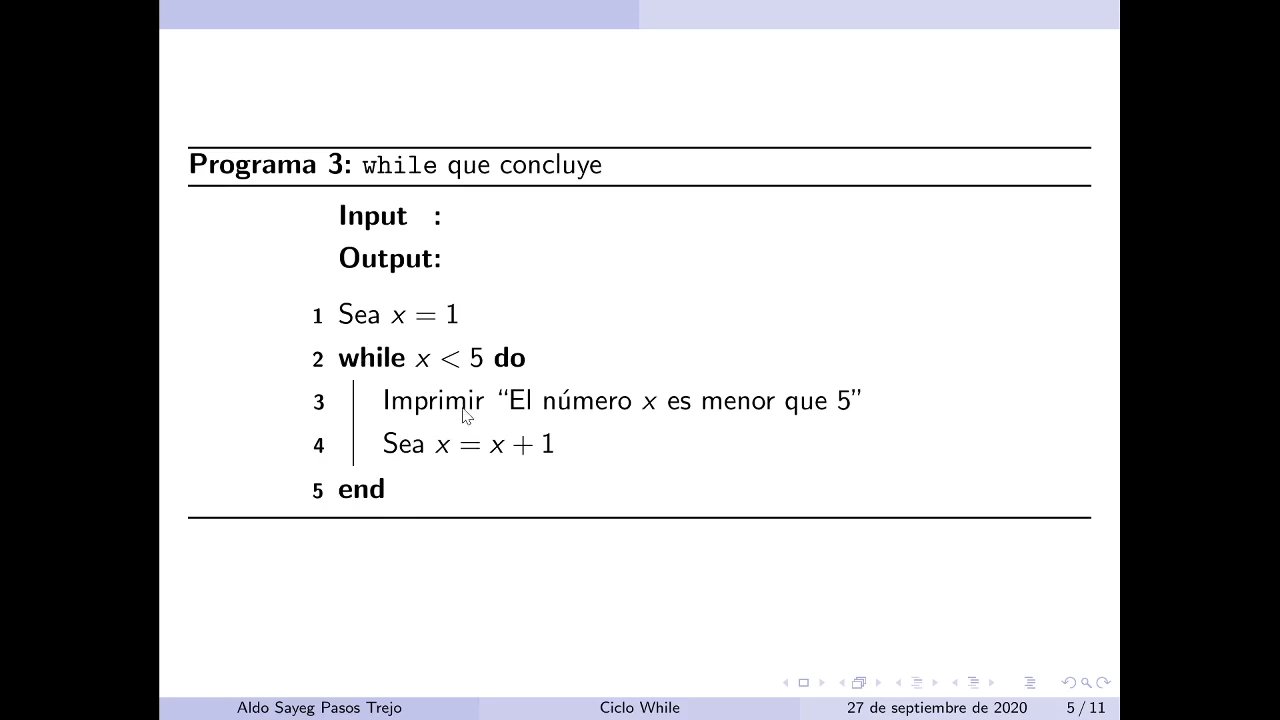 Programa 3: while que concluye
Input :
Output:
1 Sea x = 1
2 while x < 5 do
3 Imprimir “El número x es menor que 5”
4 Sea x = x + 1
5 end
Aldo Sayeg Pasos Trejo Ciclo While 27 de septiembre de 2020 5 / 11